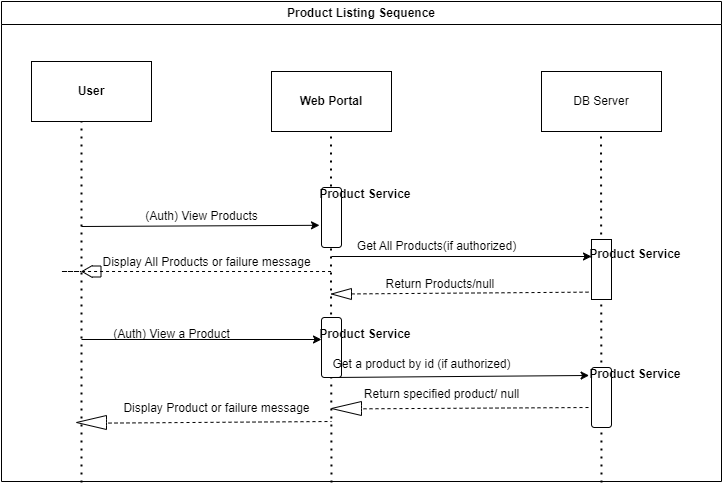 Product Listing Sequence
User
Web Portal
DB Server
Product Service
(Auth) View Products
Get All Products(if authorized)
Product Service
Display All Products or failure message
Return Products/null
(Auth) View a Product
Product Service
Get a product by id (if authorized)
Product Service
Return specified product/ null
Display Product or failure message